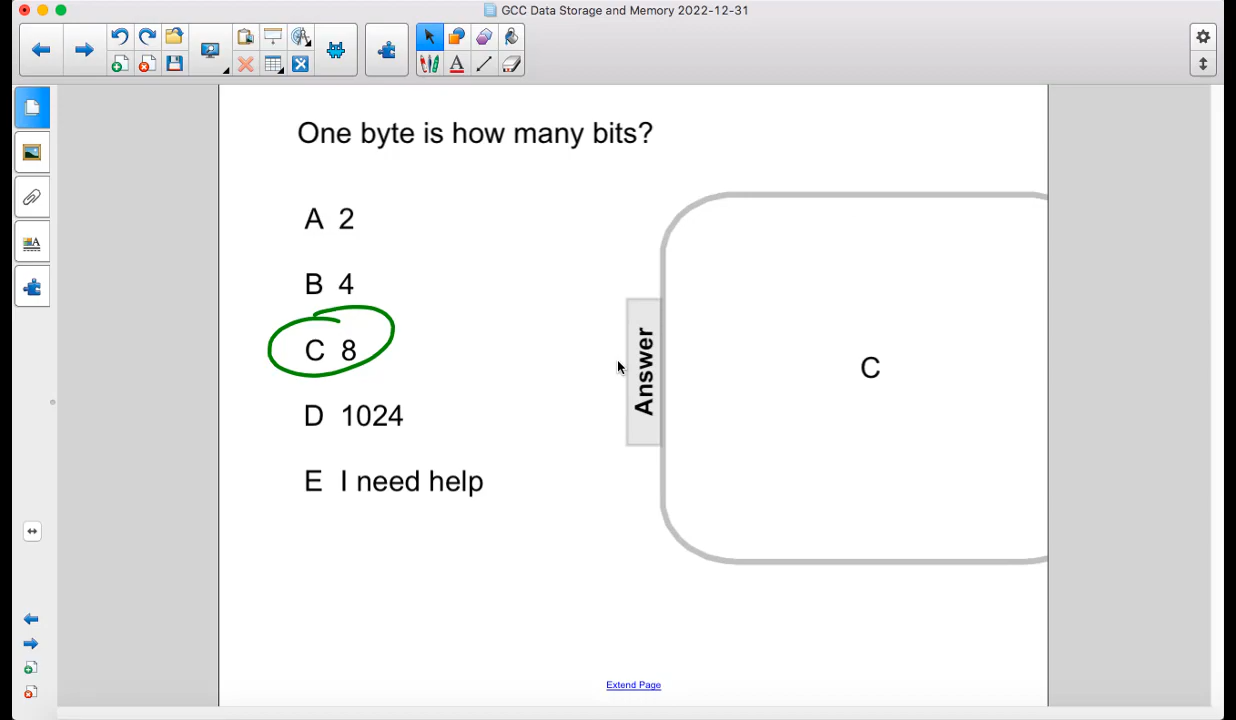 GCC Data Storage and Memory 2022-12-31
One byte is how many bits?
A 2
B 4
C 8
D 1024
E I need help
Answer
C
Extend Page